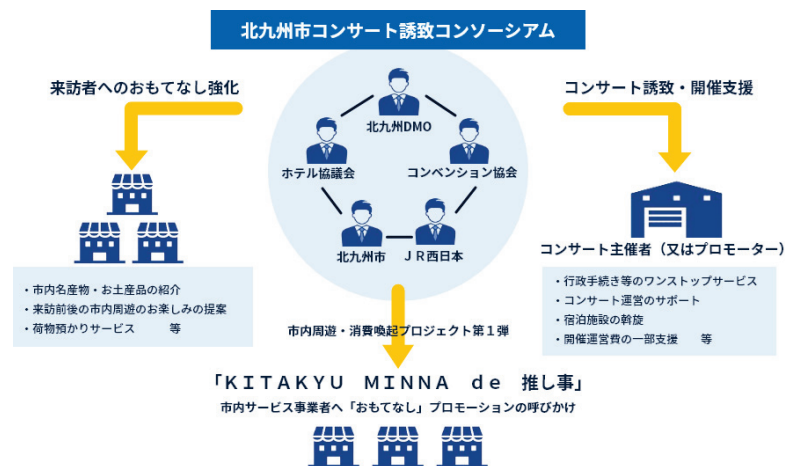 北九州市コンサート誘致コンソーシアム
来訪者へのおもてなし強化
コンサート誘致・開催支援
北九州DMO
ホテル協議会
コンベンション協会
北九州市
ＪＲ西日本
コンサート主催者（又はプロモーター）
・市内名産物・お土産品の紹介
・来訪前後の市内周遊のお楽しみの提案
・荷物預かりサービス　　等
・行政手続き等のワンストップサービス
・コンサート運営のサポート
・宿泊施設の斡旋
・開催運営費の一部支援　等
市内周遊・消費喚起プロジェクト第１弾
「ＫＩＴＡＫＹＵ　ＭＩＮＮＡ　ｄｅ　推し事」
市内サービス事業者へ「おもてなし」プロモーションの呼びかけ